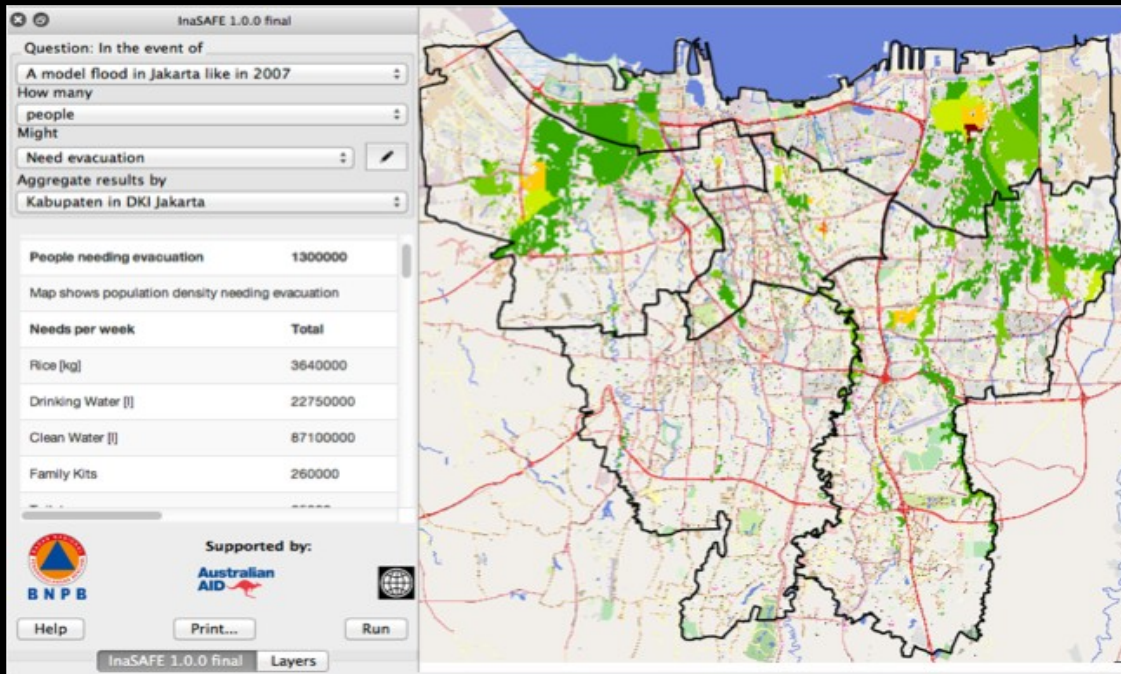 InaSAFE 1.0.0 final
Question: In the event of
A model flood in Jakarta like in 2007
How many
people
Might
Need evacuation
Aggregate results by
Kabupaten in DKI Jakarta
People needing evacuation 1300000
Map shows population density needing evacuation
Needs per week Total
Rice [kg] 3640000
Drinking Water [l] 22750000
Clean Water [l] 87100000
Family Kits 260000
Supported by:
BNPB
Australian
AID
Help Print... Run
InaSAFE 1.0.0 final Layers